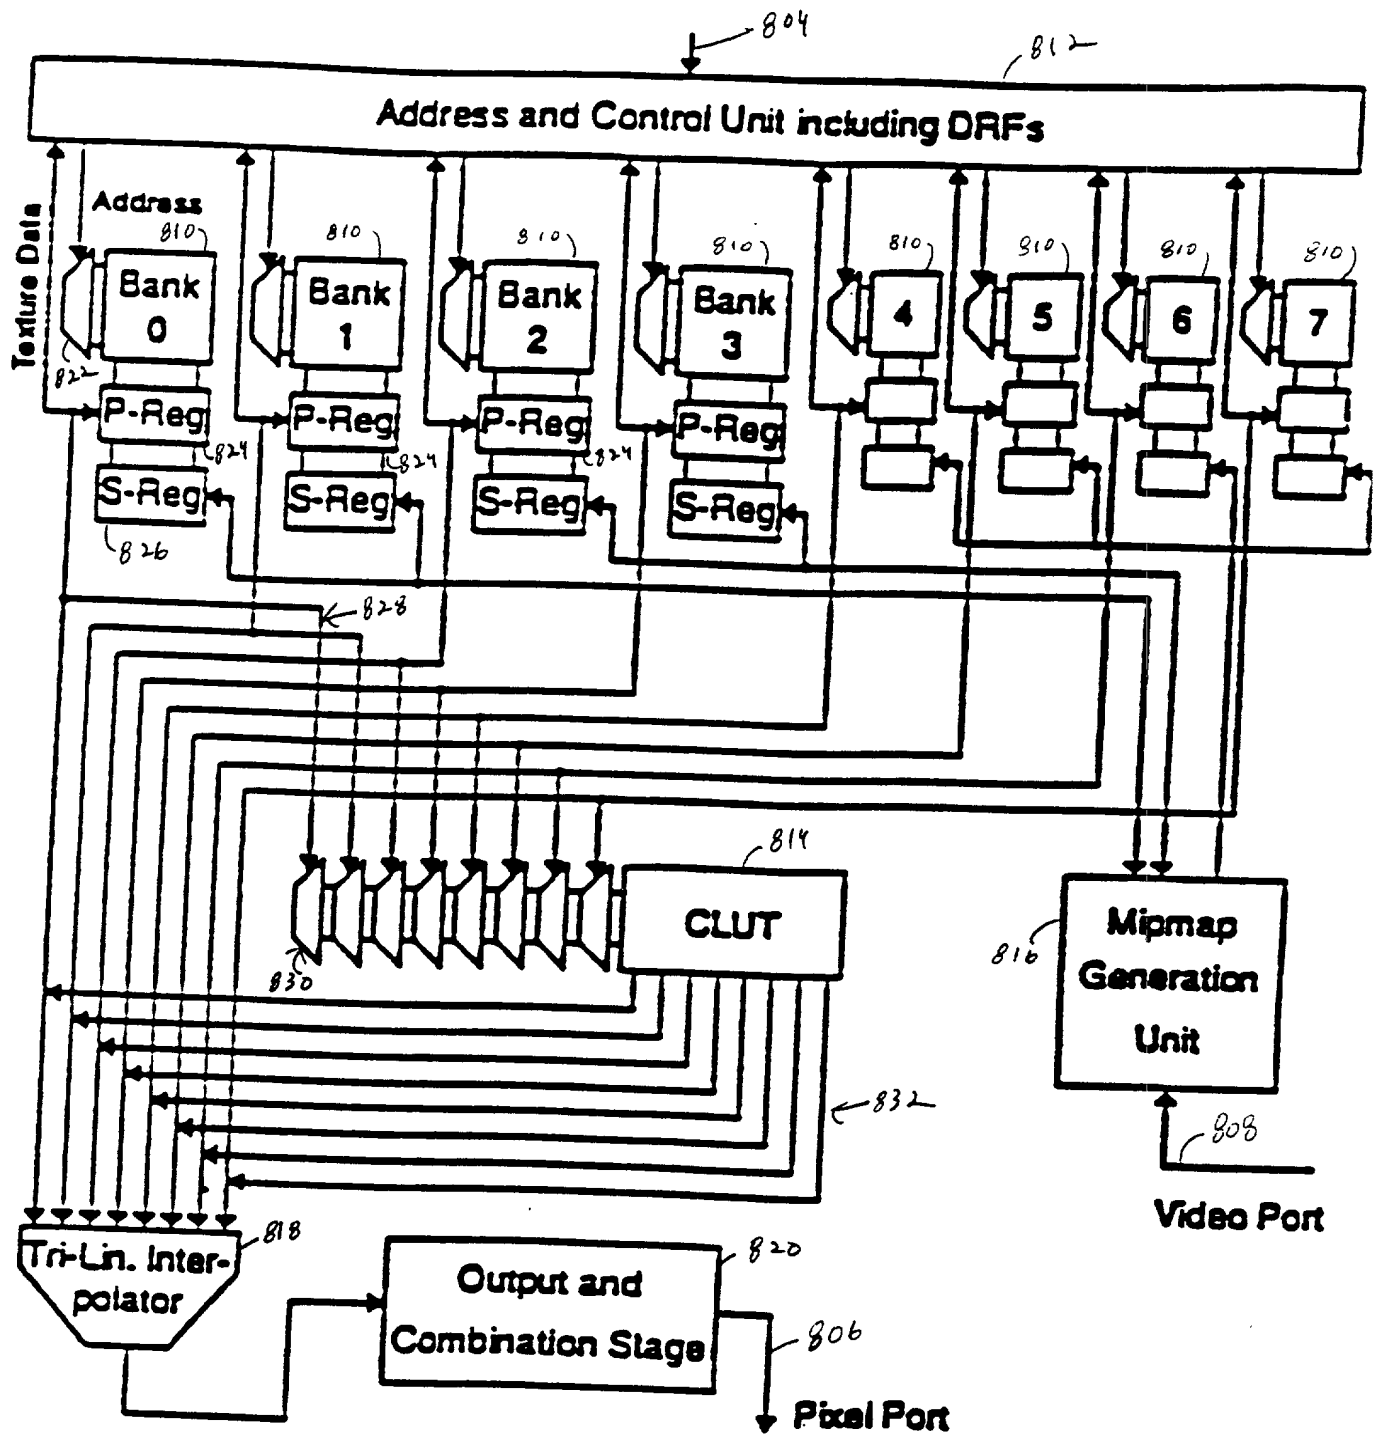 804
812
Address and Control Unit including DRFs
Texture Data
Address
810
810
810
810
810
810
810
810
Bank
0
Bank
1
Bank
2
Bank
3
4
5
6
7
822
P-Reg
P-Reg
P-Reg
P-Reg
824
824
824
S-Reg
S-Reg
S-Reg
S-Reg
826
828
814
CLUT
830
816
Mipmap
Generation
Unit
832
808
Video Port
818
Tri-Lin. Inter-
polator
820
Output and
Combination Stage
806
Pixel Port